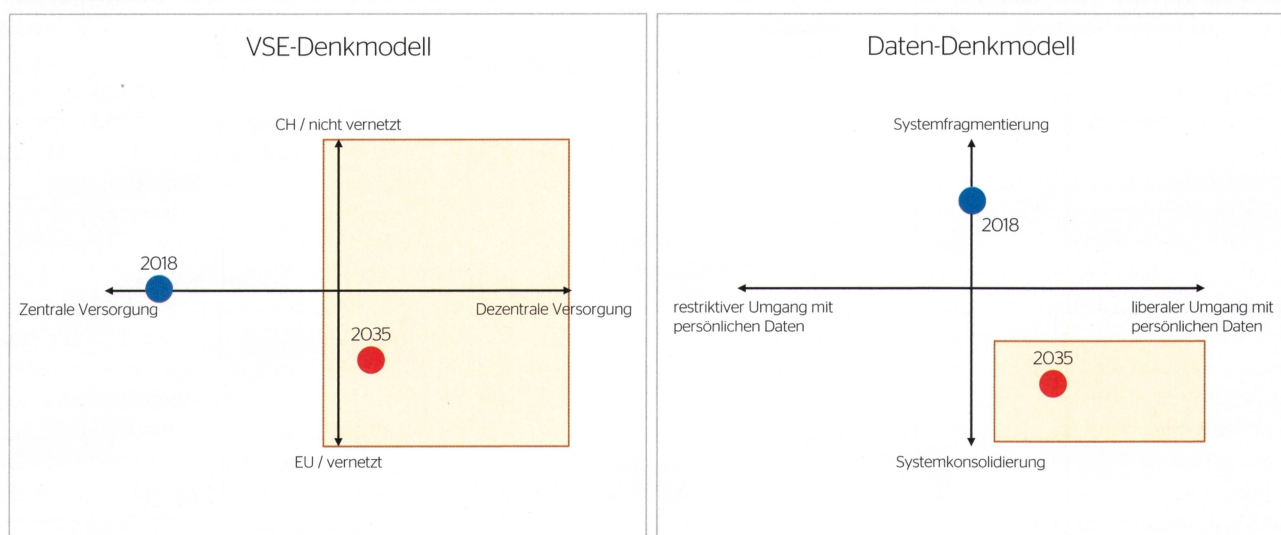 VSE-Denkmodell
CH / nicht vernetzt
2018
Zentrale Versorgung
Dezentrale Versorgung
2035
EU / vernetzt
Daten-Denkmodell
Systemfragmentierung
2018
restriktiver Umgang mit
persönlichen Daten
liberaler Umgang mit
persönlichen Daten
2035
Systemkonsolidierung